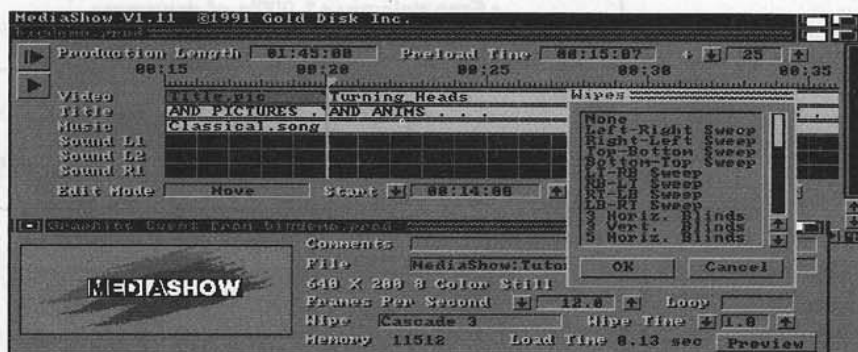 MediaShow V1.11 ©1991 Gold Disk Inc.
Production Length 01:45:00 Preload Time 00:15:07 + 25
00:15 00:20 00:25 00:30 00:35
Video Title.pic Turning_Heads
Title AND PICTURES . AND ANIMS . . .
Music Classical.song
Sound L1
Sound L2
Sound R1
Edit Mode Move Start 00:14:00
Wipes
None
Left-Right Sweep
Right-Left Sweep
Top-Bottom Sweep
Bottom-Top Sweep
LT-RB Sweep
RB-LT Sweep
RT-LB Sweep
LB-RT Sweep
3 Horiz. Blinds
3 Vert. Blinds
5 Horiz. Blinds
OK Cancel
Graphics Event from
MEDIASHOW
Comments
File MediaShow:Tuto
640 X 200 8 Color Still
Frames Per Second 12.0 Loop
Wipe Cascade 3 Wipe Time 1.0
Memory 11512 Load Time 0.13 sec Preview